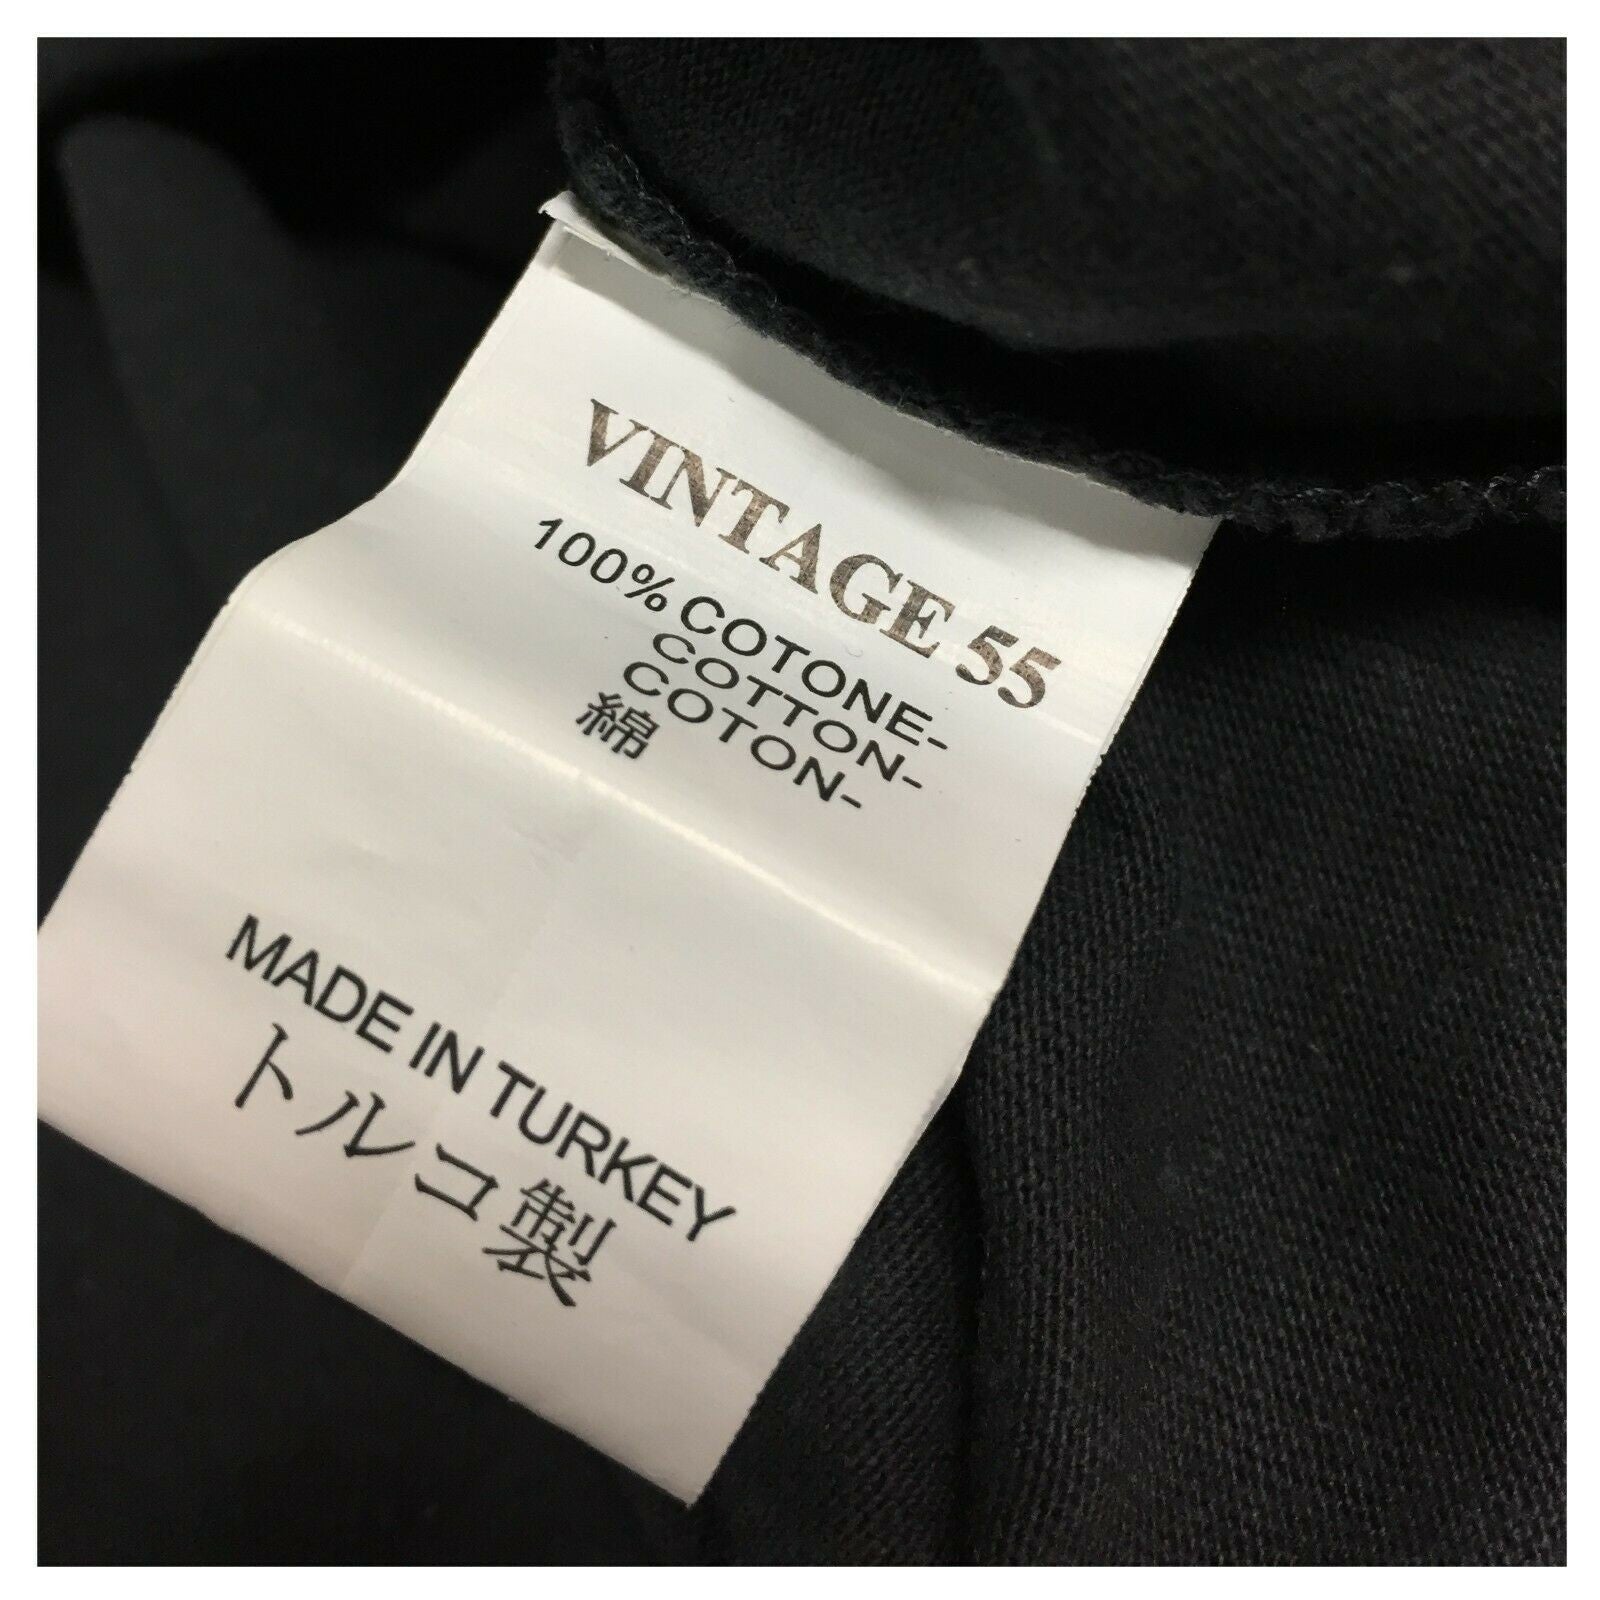 VINTAGE 55
100% COTONE-
COTTON-
COTON-
綿
MADE IN TURKEY
トルコ製